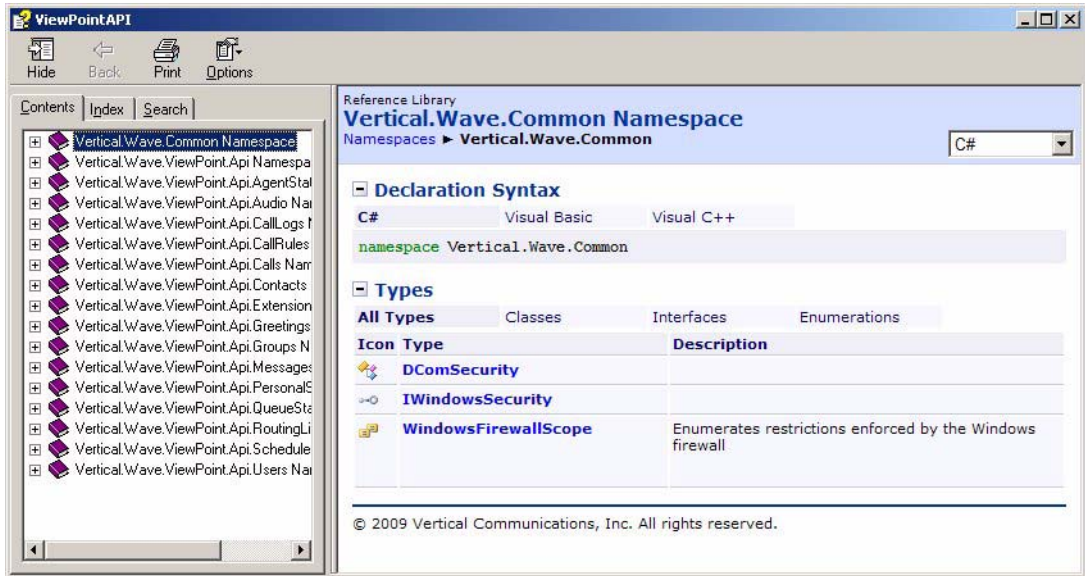 ViewPointAPI
Hide
Back
Print
Options
Contents
Index
Search
Vertical.Wave.Common Namespace
Vertical.Wave.ViewPoint.Api Namespa
Vertical.Wave.ViewPoint.Api.AgentStat
Vertical.Wave.ViewPoint.Api.Audio Nar
Vertical.Wave.ViewPoint.Api.CallLogs N
Vertical.Wave.ViewPoint.Api.CallRules
Vertical.Wave.ViewPoint.Api.Calls Nam
Vertical.Wave.ViewPoint.Api.Contacts
Vertical.Wave.ViewPoint.Api.Extension
Vertical.Wave.ViewPoint.Api.Greetings
Vertical.Wave.ViewPoint.Api.Groups N
Vertical.Wave.ViewPoint.Api.Messages
Vertical.Wave.ViewPoint.Api.PersonalS
Vertical.Wave.ViewPoint.Api.QueueSta
Vertical.Wave.ViewPoint.Api.RoutingLi
Vertical.Wave.ViewPoint.Api.Schedule
Vertical.Wave.ViewPoint.Api.Users Nar
Reference Library
Vertical.Wave.Common Namespace
Namespaces ► Vertical.Wave.Common
C#
Declaration Syntax
C# Visual Basic Visual C++
namespace Vertical.Wave.Common
Types
All Types Classes Interfaces Enumerations
Icon Type Description
DComSecurity
IWindowsSecurity
WindowsFirewallScope Enumerates restrictions enforced by the Windows
firewall
© 2009 Vertical Communications, Inc. All rights reserved.